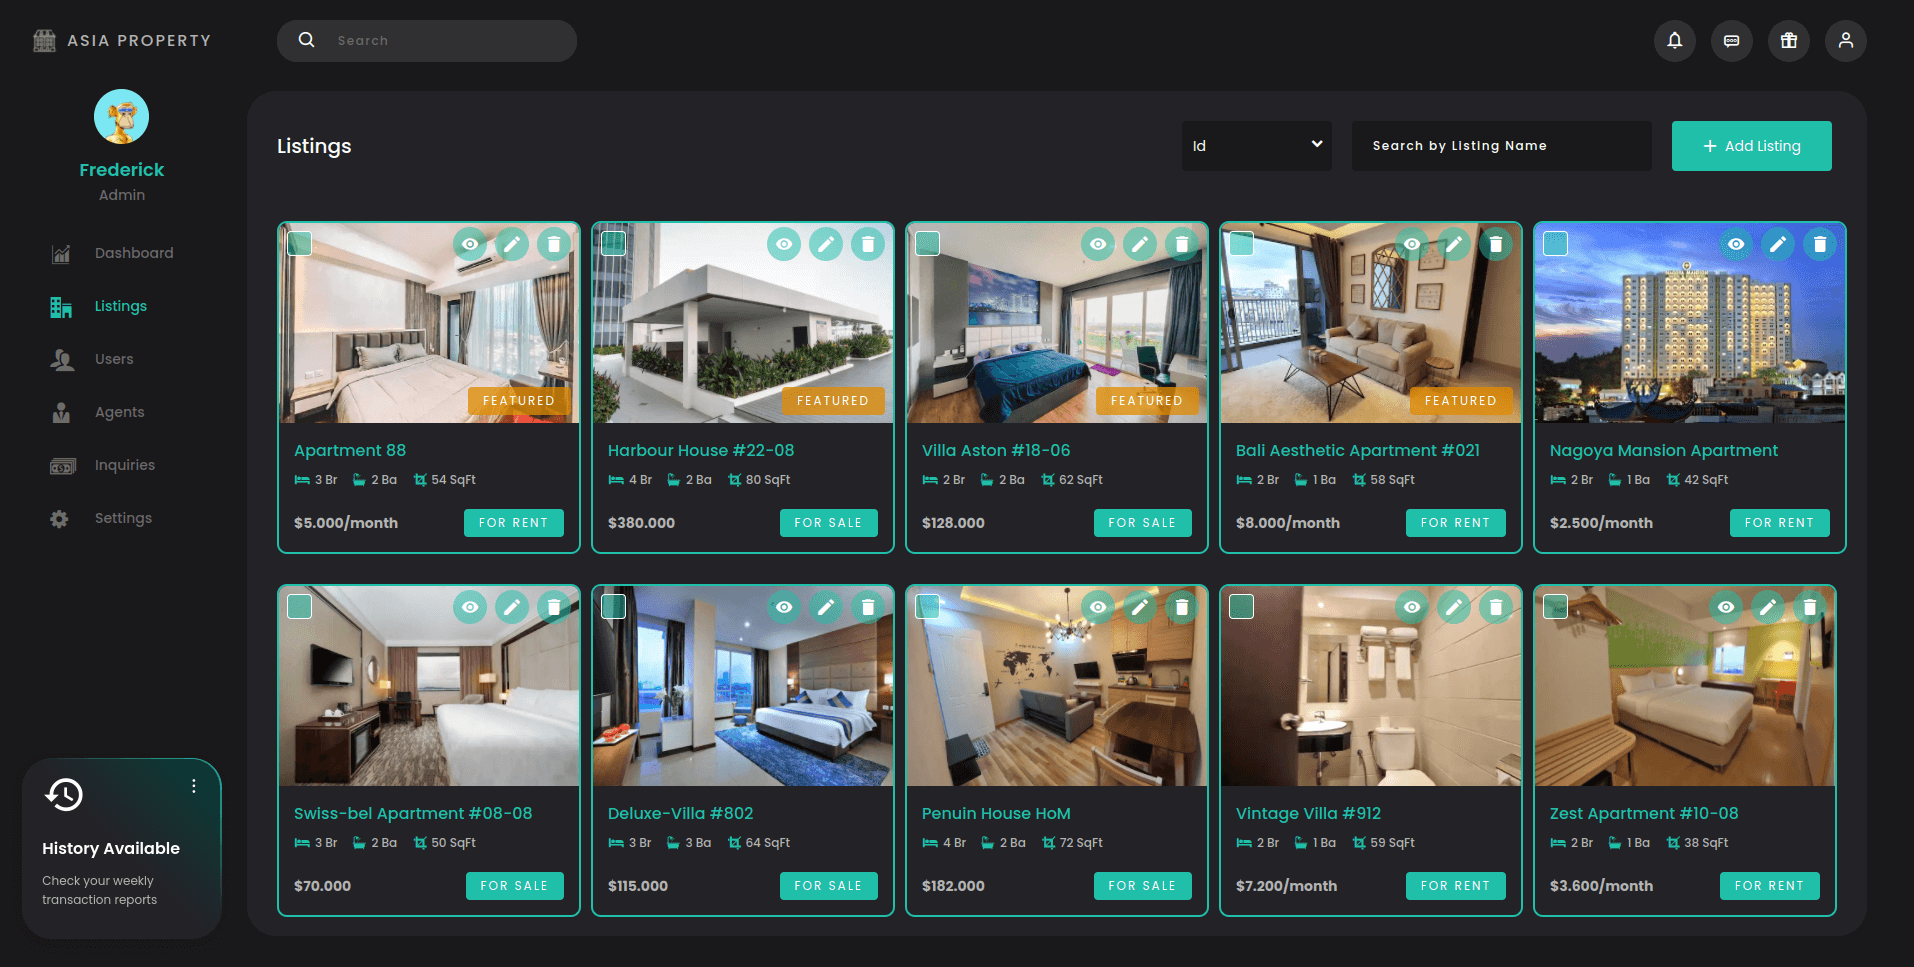 ASIA PROPERTY
Search
Frederick
Admin
Dashboard
Listings
Users
Agents
Inquiries
Settings
History Available
Check your weekly
transaction reports
Listings
Id
Search by Listing Name
Add Listing
FEATURED
Apartment 88
3 Br 2 Ba 54 SqFt
$5.000/month FOR RENT
FEATURED
Harbour House #22-08
4 Br 2 Ba 80 SqFt
$380.000 FOR SALE
FEATURED
Villa Aston #18-06
2 Br 2 Ba 62 SqFt
$128.000 FOR SALE
FEATURED
Bali Aesthetic Apartment #021
2 Br 1 Ba 58 SqFt
$8.000/month FOR RENT
Nagoya Mansion Apartment
2 Br 1 Ba 42 SqFt
$2.500/month FOR RENT
Swiss-bel Apartment #08-08
3 Br 2 Ba 50 SqFt
$70.000 FOR SALE
Deluxe-Villa #802
3 Br 3 Ba 64 SqFt
$115.000 FOR SALE
Penuin House HoM
4 Br 2 Ba 72 SqFt
$182.000 FOR SALE
Vintage Villa #912
2 Br 1 Ba 59 SqFt
$7.200/month FOR RENT
Zest Apartment #10-08
2 Br 1 Ba 38 SqFt
$3.600/month FOR RENT